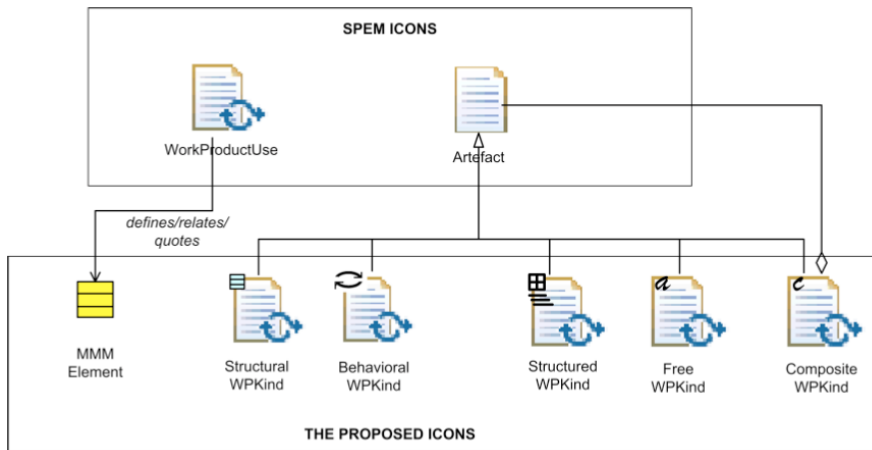 SPEM ICONS
WorkProductUse
Artefact
defines/relates/
quotes
MMM
Element
Structural
WPKind
Behavioral
WPKind
Structured
WPKind
a
Free
WPKind
c
Composite
WPKind
THE PROPOSED ICONS